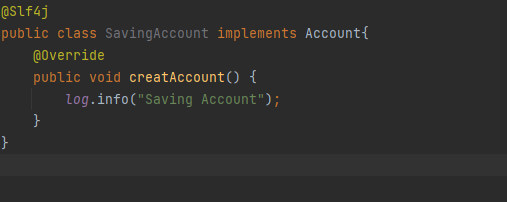 @Slf4j
public class SavingAccount implements Account{
    @Override
    public void creatAccount() {
        log.info("Saving Account");
    }
}